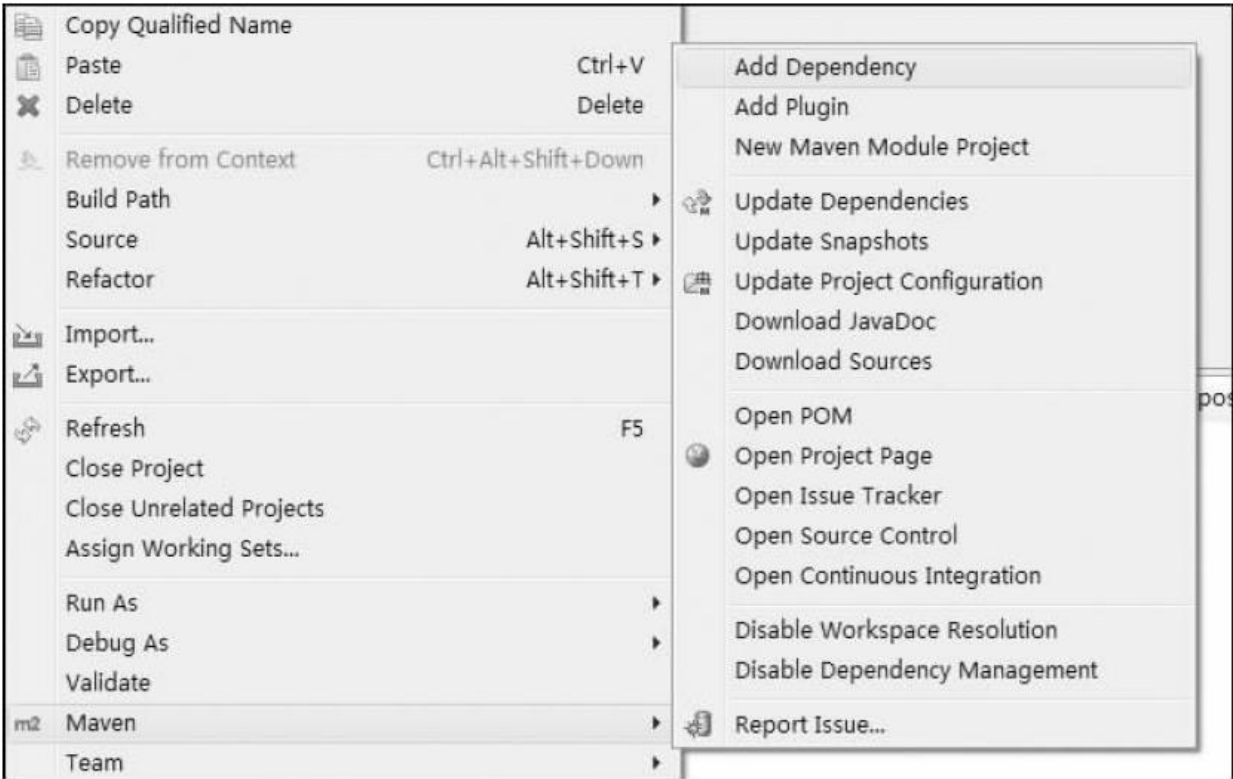 Copy Qualified Name
Paste Ctrl+V
Delete Delete
Remove from Context Ctrl+Alt+Shift+Down
Build Path
Source Alt+Shift+S
Refactor Alt+Shift+T
Import...
Export...
Refresh F5
Close Project
Close Unrelated Projects
Assign Working Sets...
Run As
Debug As
Validate
m2 Maven
Team
Add Dependency
Add Plugin
New Maven Module Project
Update Dependencies
Update Snapshots
Update Project Configuration
Download JavaDoc
Download Sources
Open POM
Open Project Page
Open Issue Tracker
Open Source Control
Open Continuous Integration
Disable Workspace Resolution
Disable Dependency Management
Report Issue...
pos